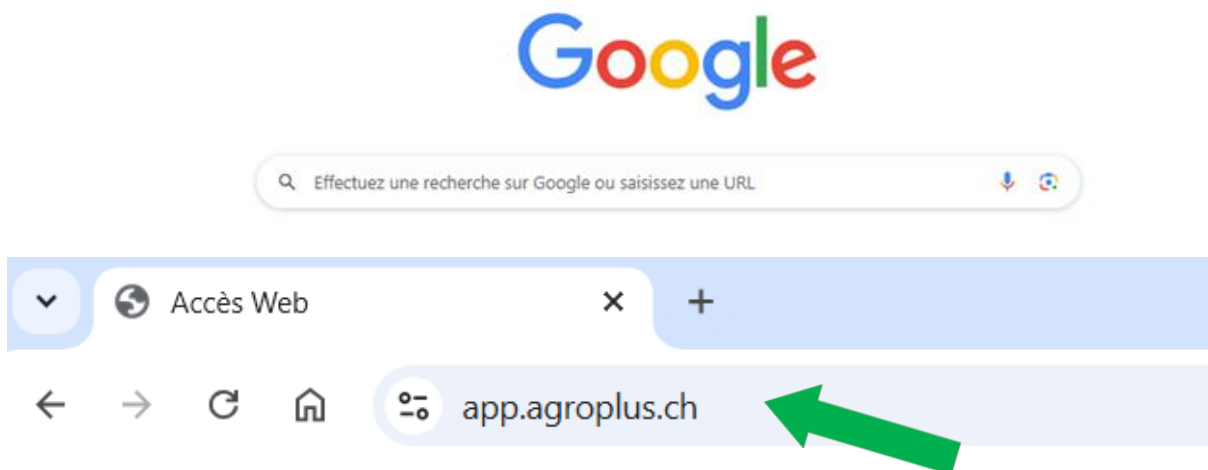 Google
Effectuez une recherche sur Google ou saisissez une URL
Accès Web
app.agroplus.ch